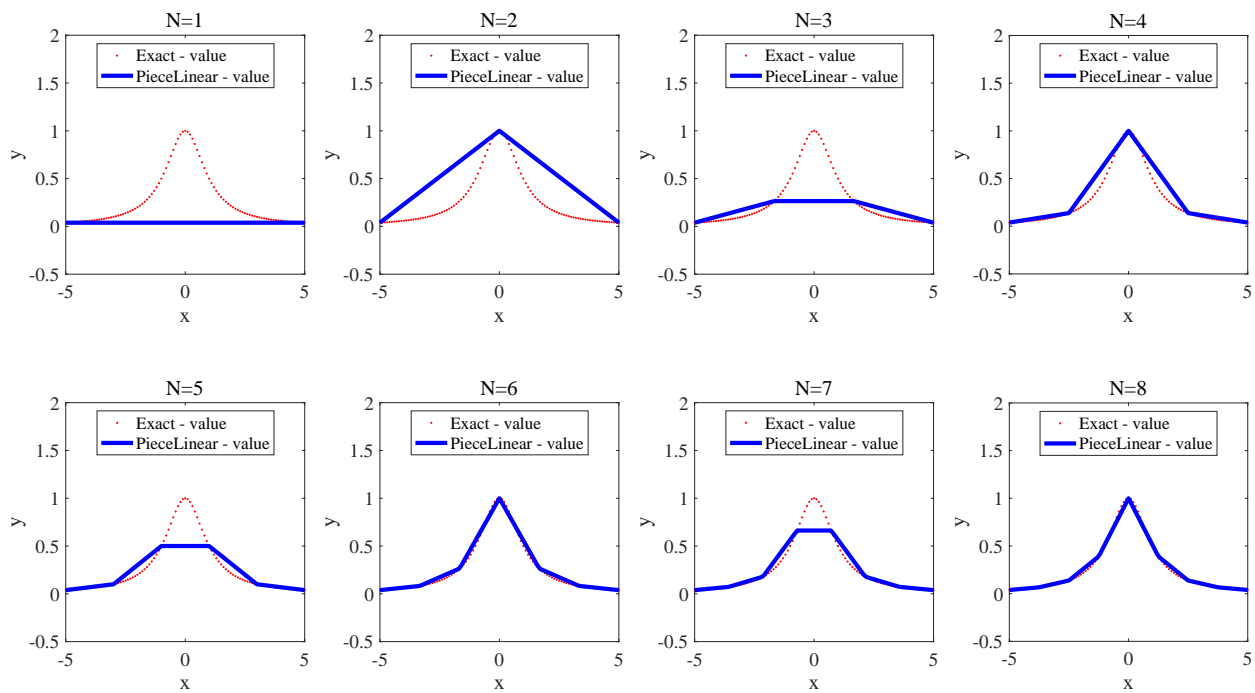 N=1
2
1.5
1
0.5
0
-0.5
y
Exact - value
PieceLinear - value
-5
0
5
x
N=2
2
1.5
1
0.5
0
-0.5
y
Exact - value
PieceLinear - value
-5
0
5
x
N=3
2
1.5
1
0.5
0
-0.5
y
Exact - value
PieceLinear - value
-5
0
5
x
N=4
2
1.5
1
0.5
0
-0.5
y
Exact - value
PieceLinear - value
-5
0
5
x
N=5
2
1.5
1
0.5
0
-0.5
y
Exact - value
PieceLinear - value
-5
0
5
x
N=6
2
1.5
1
0.5
0
-0.5
y
Exact - value
PieceLinear - value
-5
0
5
x
N=7
2
1.5
1
0.5
0
-0.5
y
Exact - value
PieceLinear - value
-5
0
5
x
N=8
2
1.5
1
0.5
0
-0.5
y
Exact - value
PieceLinear - value
-5
0
5
x